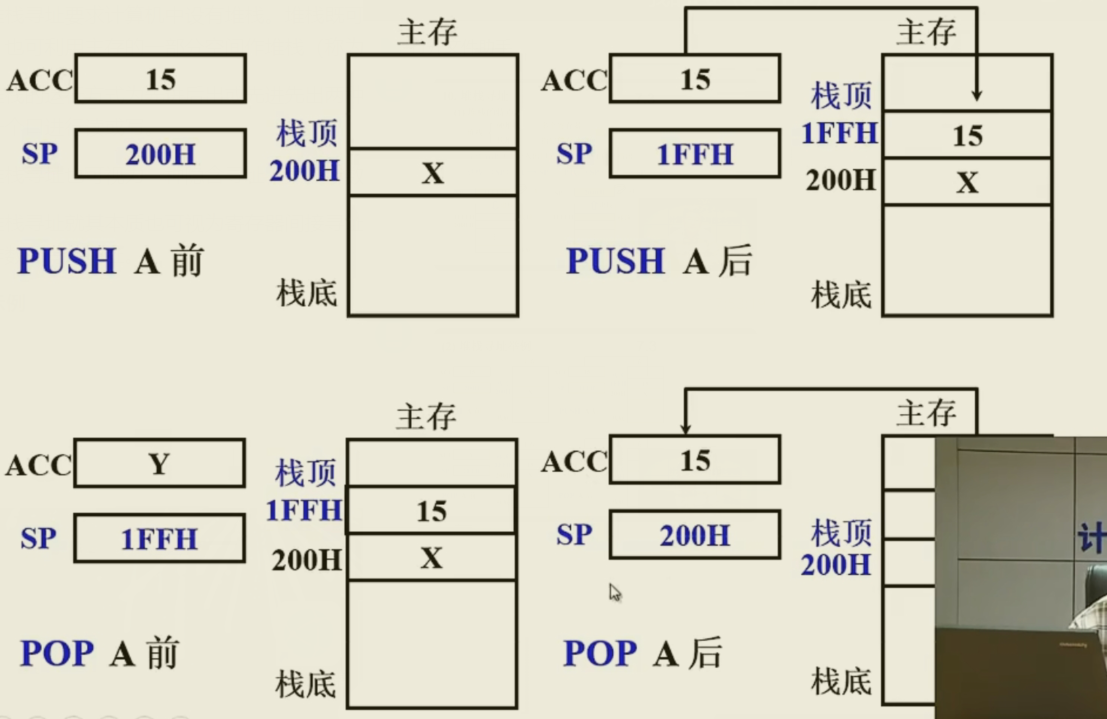 主存
ACC 15
SP 200H
栈顶
200H X
PUSH A 前
栈底
主存
ACC 15
栈顶
SP 1FFH
1FFH 15
200H X
PUSH A 后
栈底
主存
ACC Y
栈顶
SP 1FFH
1FFH 15
200H X
POP A 前
栈底
主存
ACC 15
SP 200H
栈顶
200H
POP A 后
栈底
计